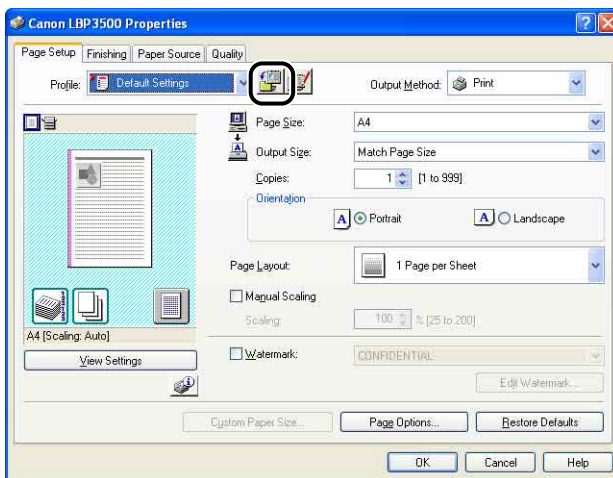 Canon LBP3500 Properties
Page Setup Finishing Paper Source Quality
Profile: Default Settings Output Method: Print
Page Size: A4
Output Size: Match Page Size
Copies: 1 [1 to 999]
Orientation
A Portrait A Landscape
Page Layout: 1 Page per Sheet
Manual Scaling
Scaling: 100 % [25 to 200]
A4 [Scaling: Auto]
View Settings
Watermark: CONFIDENTIAL
Edit Watermark...
Custom Paper Size... Page Options... Restore Defaults
OK Cancel Help